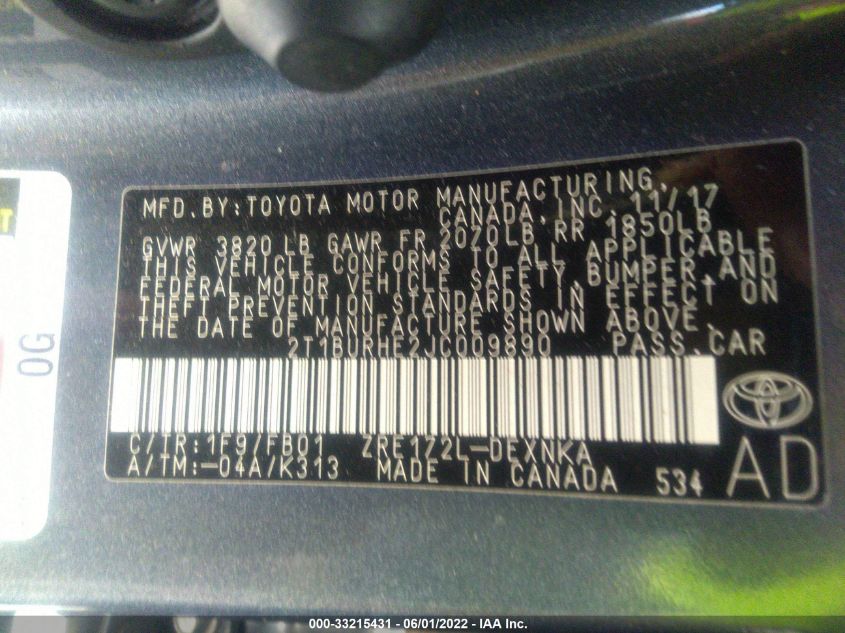 MFD. BY: TOYOTA MOTOR MANUFACTURING,
CANADA, INC. 11/17
GVWR 3820 LB GAWR FR 2070LB RR 1850LB
THIS VEHICLE CONFORMS TO ALL APPLICABLE
FEDERAL MOTOR VEHICLE SAFETY, BUMPER, AND
THEFT PREVENTION STANDARDS IN EFFECT ON
THE DATE OF MANUFACTURE SHOWN ABOVE.
2T1BURHE2JC009890 PASS. CAR
C/TR: 1F9/FB01 ZRE172L-DEXNKA
A/TM: -04A/K313 MADE IN CANADA 534
AD
OG
T
000-33215431 - 06/01/2022 - IAA Inc.